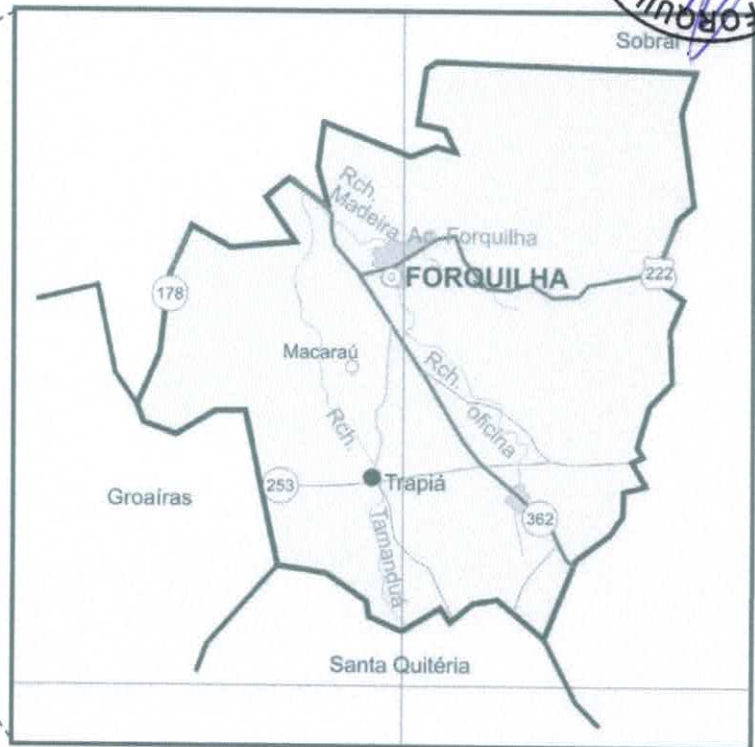 FORQUI
Sobral
Rch.
Madeira
Aç. Forquilha
FORQUILHA
222
178
Macaraú
Rch.
oficina
Rch.
253
Trapiá
Groaíras
362
Tamanduá
Santa Quitéria